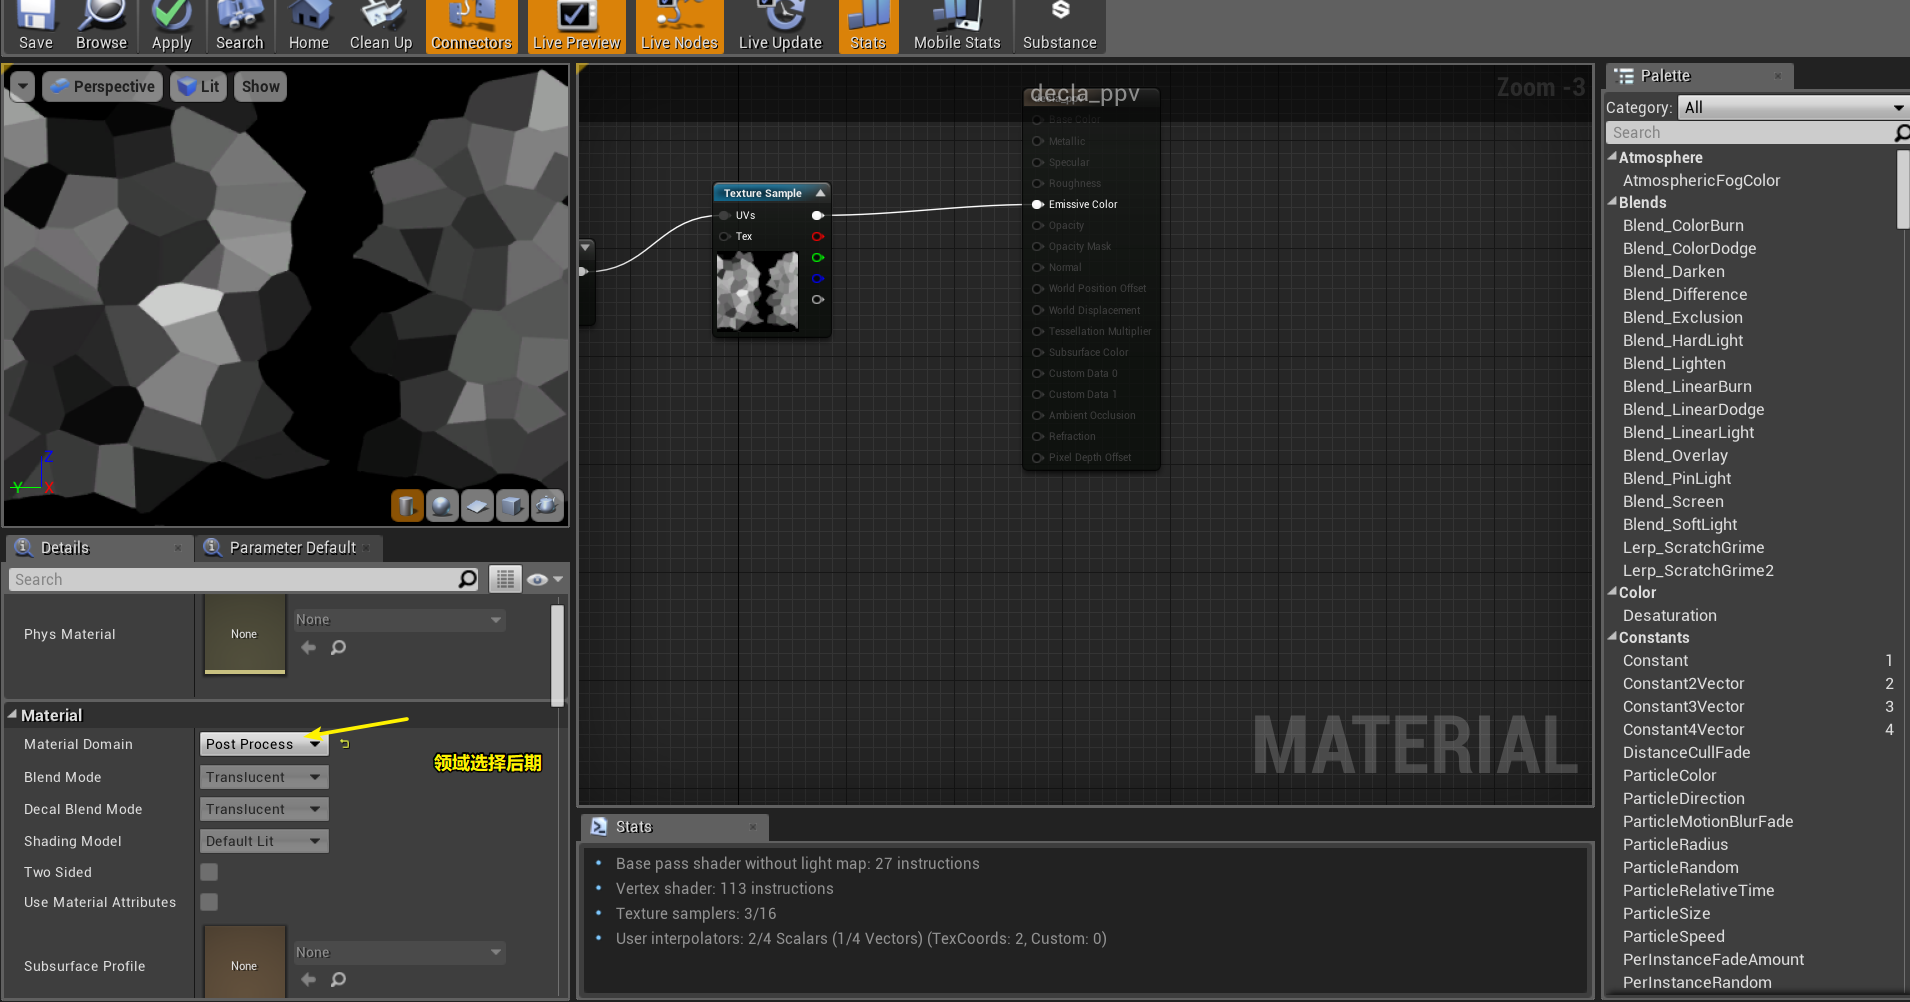 Save Browse Apply Search Home Clean Up Connectors Live Preview Live Nodes Live Update Stats Mobile Stats Substance
Perspective Lit Show
Z
Y X
decla_ppv
Zoom -3
Base Color
Metallic
Specular
Roughness
Emissive Color
Opacity
Opacity Mask
Normal
World Position Offset
World Displacement
Tessellation Multiplier
Subsurface Color
Custom Data 0
Custom Data 1
Ambient Occlusion
Refraction
Pixel Depth Offset
Texture Sample
UVs
Tex
MATERIAL
Details Parameter Default
Search
Phys Material None None
Material
Material Domain Post Process
领域选择后期
Blend Mode Translucent
Decal Blend Mode Translucent
Shading Model Default Lit
Two Sided
Use Material Attributes
Subsurface Profile None None
Stats
Base pass shader without light map: 27 instructions
Vertex shader: 113 instructions
Texture samplers: 3/16
User interpolators: 2/4 Scalars (1/4 Vectors) (TexCoords: 2, Custom: 0)
Palette
Category: All
Search
Atmosphere
AtmosphericFogColor
Blends
Blend_ColorBurn
Blend_ColorDodge
Blend_Darken
Blend_Difference
Blend_Exclusion
Blend_HardLight
Blend_Lighten
Blend_LinearBurn
Blend_LinearDodge
Blend_LinearLight
Blend_Overlay
Blend_PinLight
Blend_Screen
Blend_SoftLight
Lerp_ScratchGrime
Lerp_ScratchGrime2
Color
Desaturation
Constants
Constant 1
Constant2Vector 2
Constant3Vector 3
Constant4Vector 4
DistanceCullFade
ParticleColor
ParticleDirection
ParticleMotionBlurFade
ParticleRadius
ParticleRandom
ParticleRelativeTime
ParticleSize
ParticleSpeed
PerInstanceFadeAmount
PerInstanceRandom